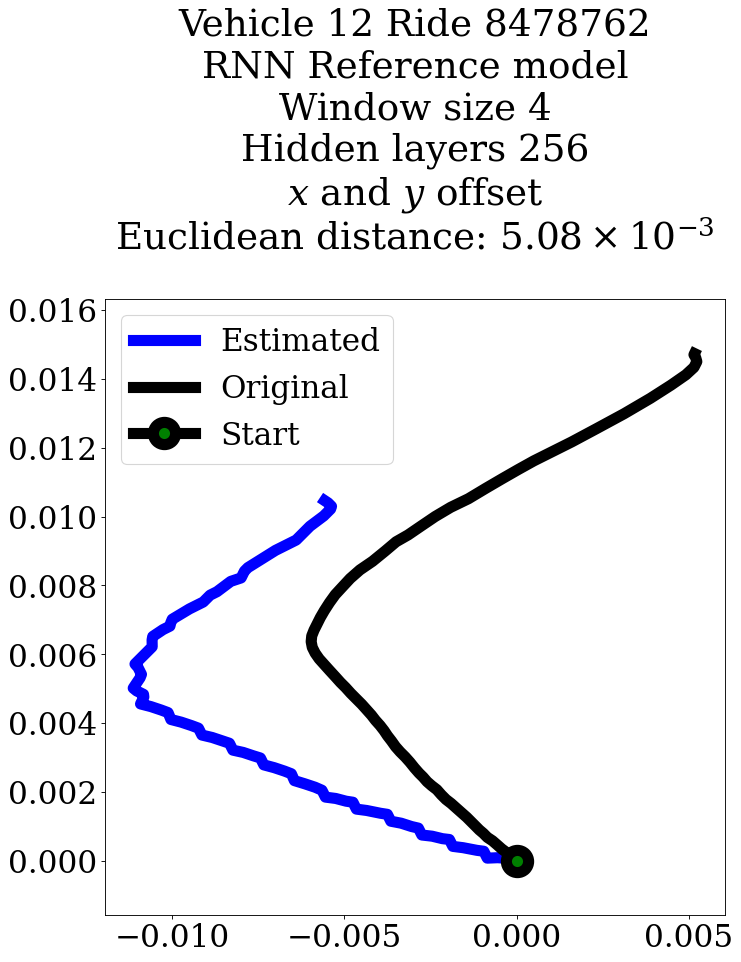 Vehicle 12 Ride 8478762
RNN Reference model
Window size 4
Hidden layers 256
x and y offset
Euclidean distance: 5.08 × 10⁻³
Estimated
Original
Start
0.016
0.014
0.012
0.010
0.008
0.006
0.004
0.002
0.000
−0.010 −0.005 0.000 0.005